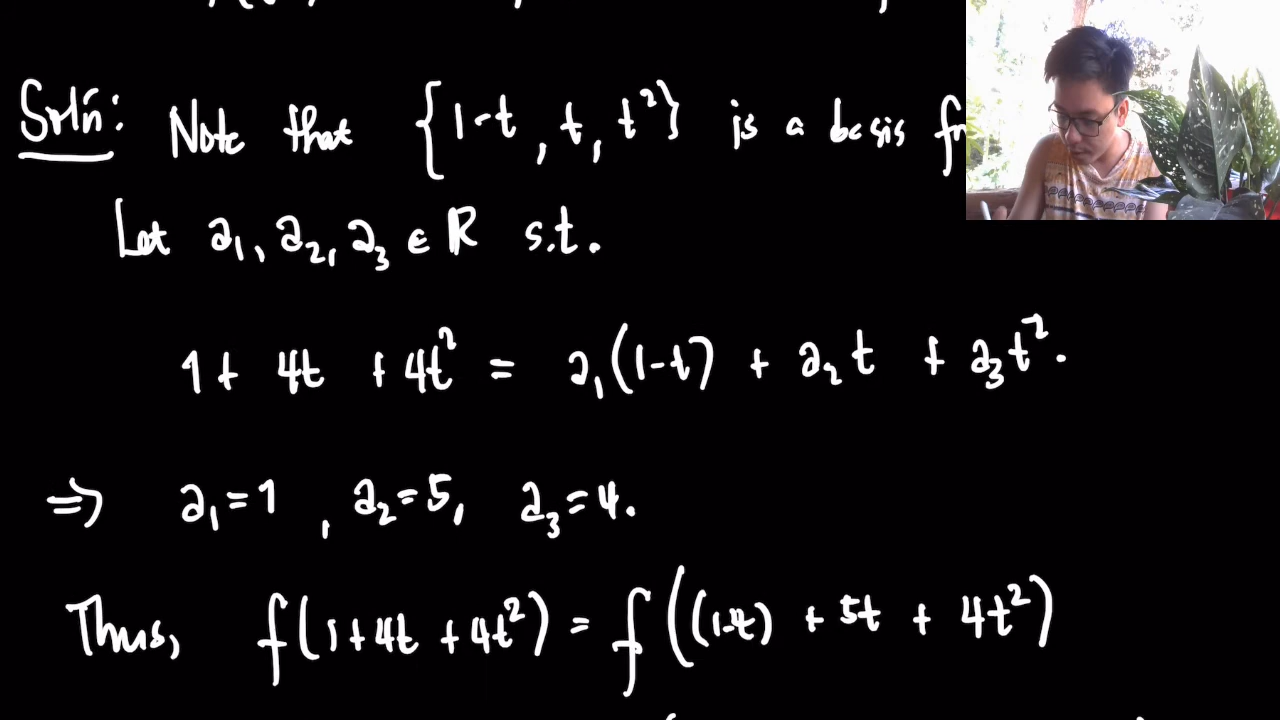 Sol'n: Note that {1-t, t, t²} is a basis
Let a₁, a₂, a₃ ∈ ℝ s.t.
1 + 4t + 4t² = a₁(1-t) + a₂t + a₃t².
⇒ a₁=1, a₂=5, a₃=4.
Thus, f(1+4t+4t²) = f((1-t) + 5t + 4t²)